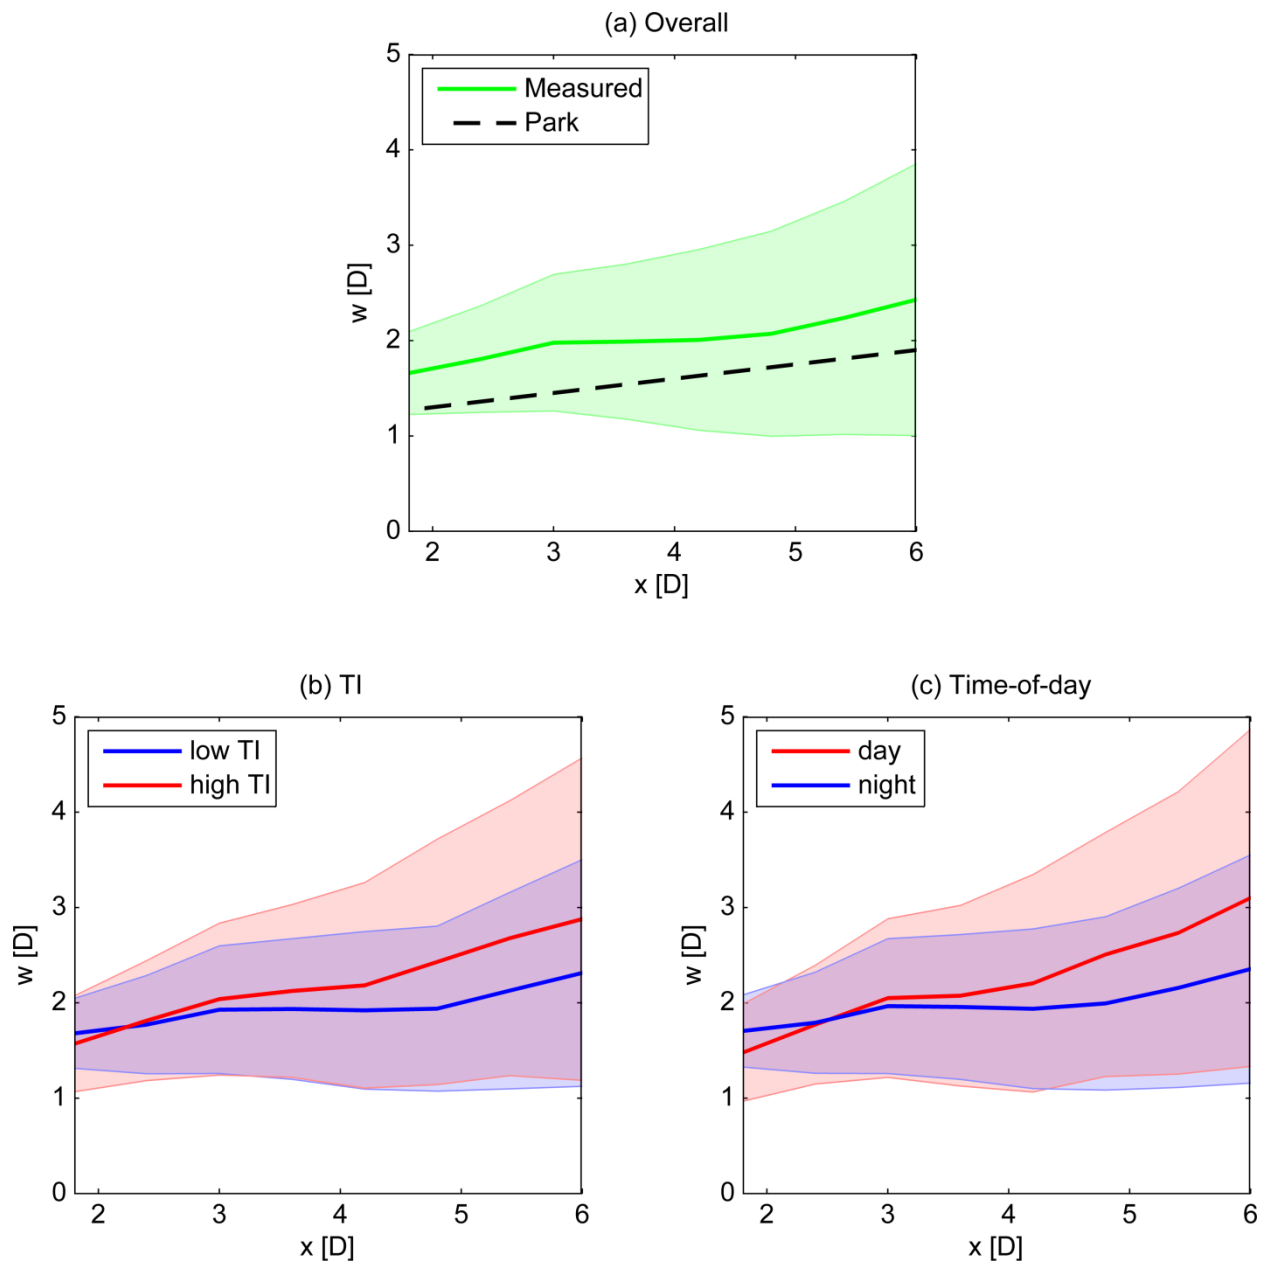 (a) Overall
5
4
3
2
1
0
w [D]
Measured
Park
2 3 4 5 6
x [D]
(b) TI
5
4
3
2
1
0
w [D]
low TI
high TI
2 3 4 5 6
x [D]
(c) Time-of-day
5
4
3
2
1
0
w [D]
day
night
2 3 4 5 6
x [D]